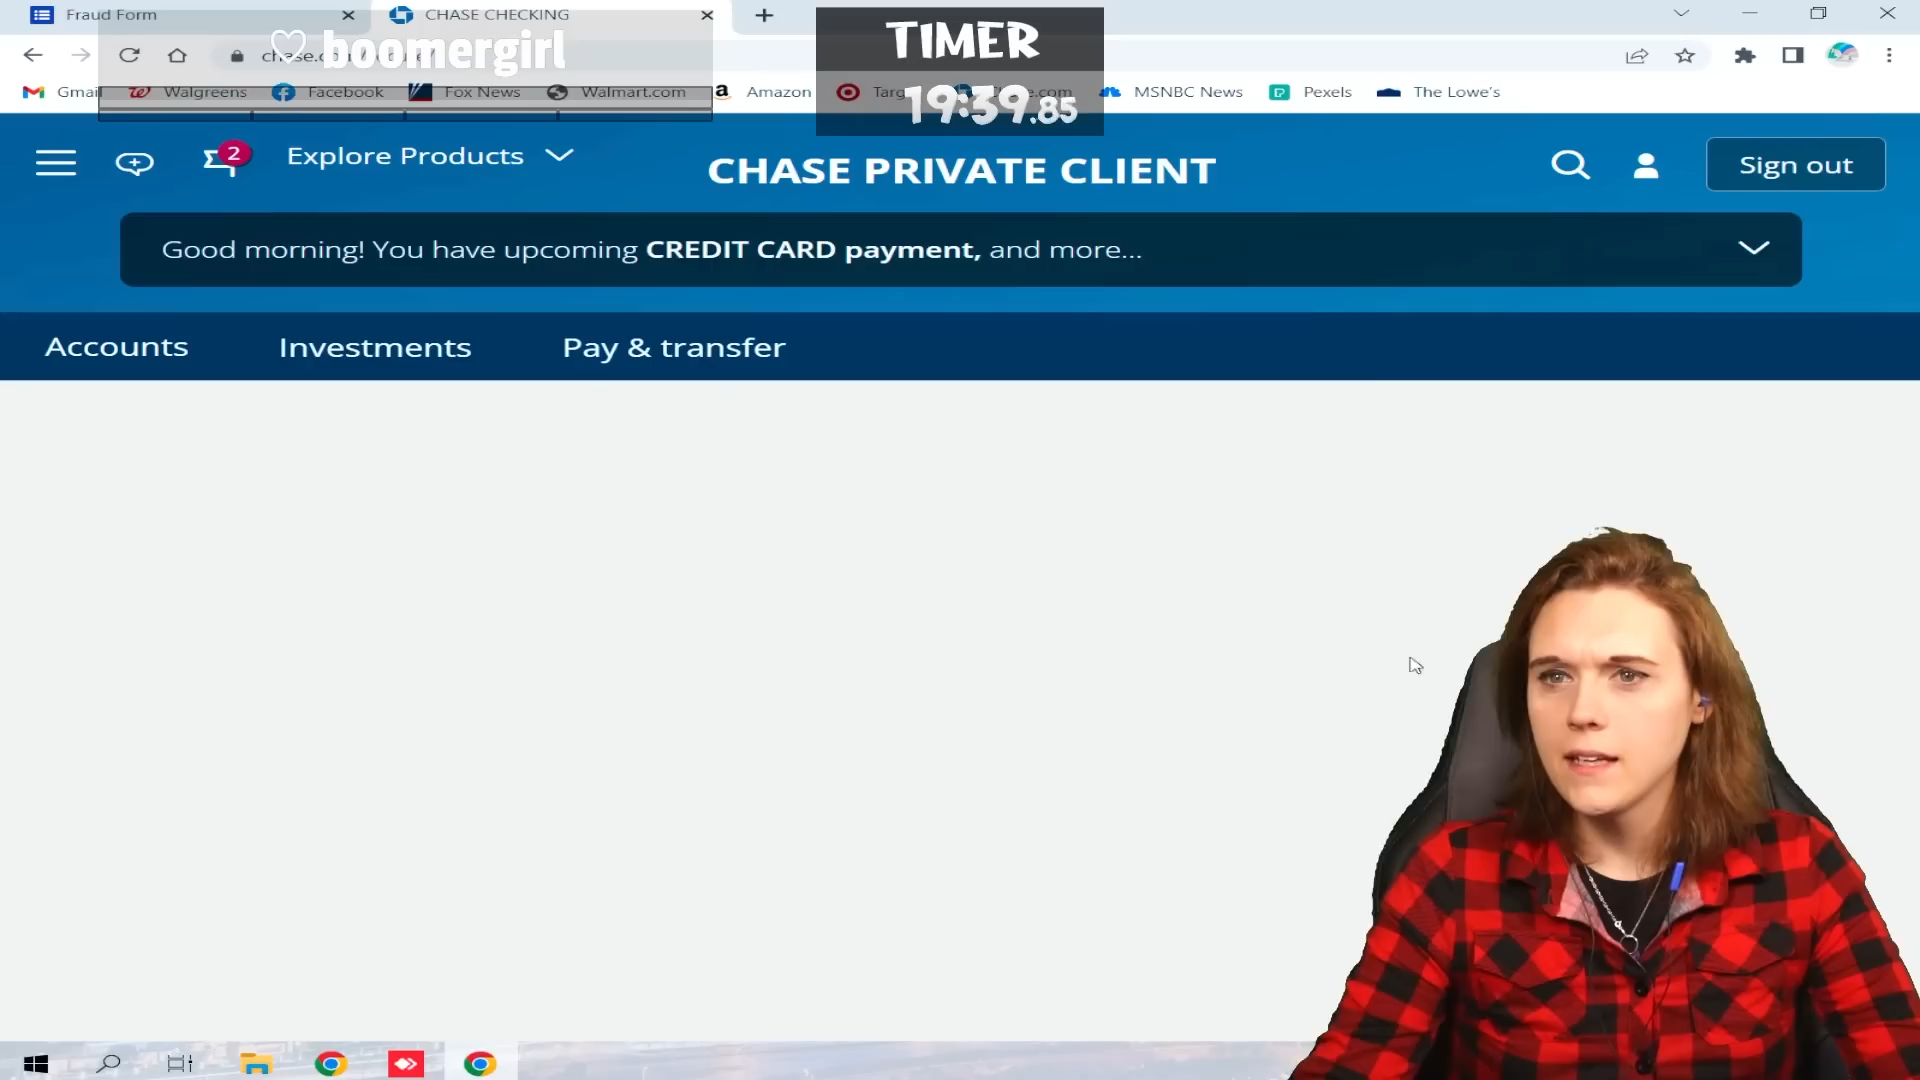 Fraud Form
CHASE CHECKING
boomergirl
TIMER
19:39.85
Gmail
Walgreens
Facebook
Fox News
Walmart.com
Amazon
MSNBC News
Pexels
The Lowe's
2
Explore Products
CHASE PRIVATE CLIENT
Sign out
Good morning! You have upcoming CREDIT CARD payment, and more...
Accounts
Investments
Pay & transfer